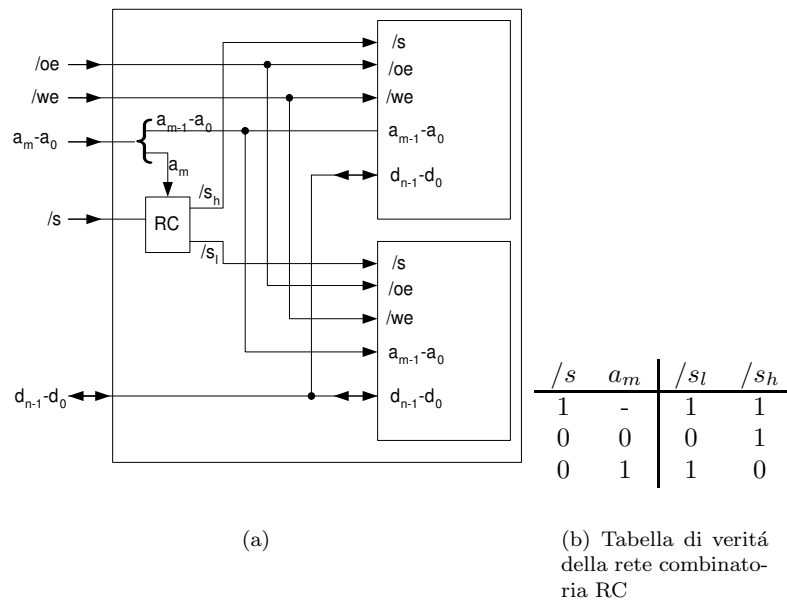 /oe
/we
a_m-a_0
/s
d_{n-1}-d_0
a_{m-1}-a_0
a_m
RC
/s_h
/s_l
/s
/oe
/we
a_{m-1}-a_0
d_{n-1}-d_0
/s
/oe
/we
a_{m-1}-a_0
d_{n-1}-d_0
(a)
/s a_m /s_l /s_h
1 - 1 1
0 0 0 1
0 1 1 0
(b) Tabella di veritá
della rete combinato-
ria RC